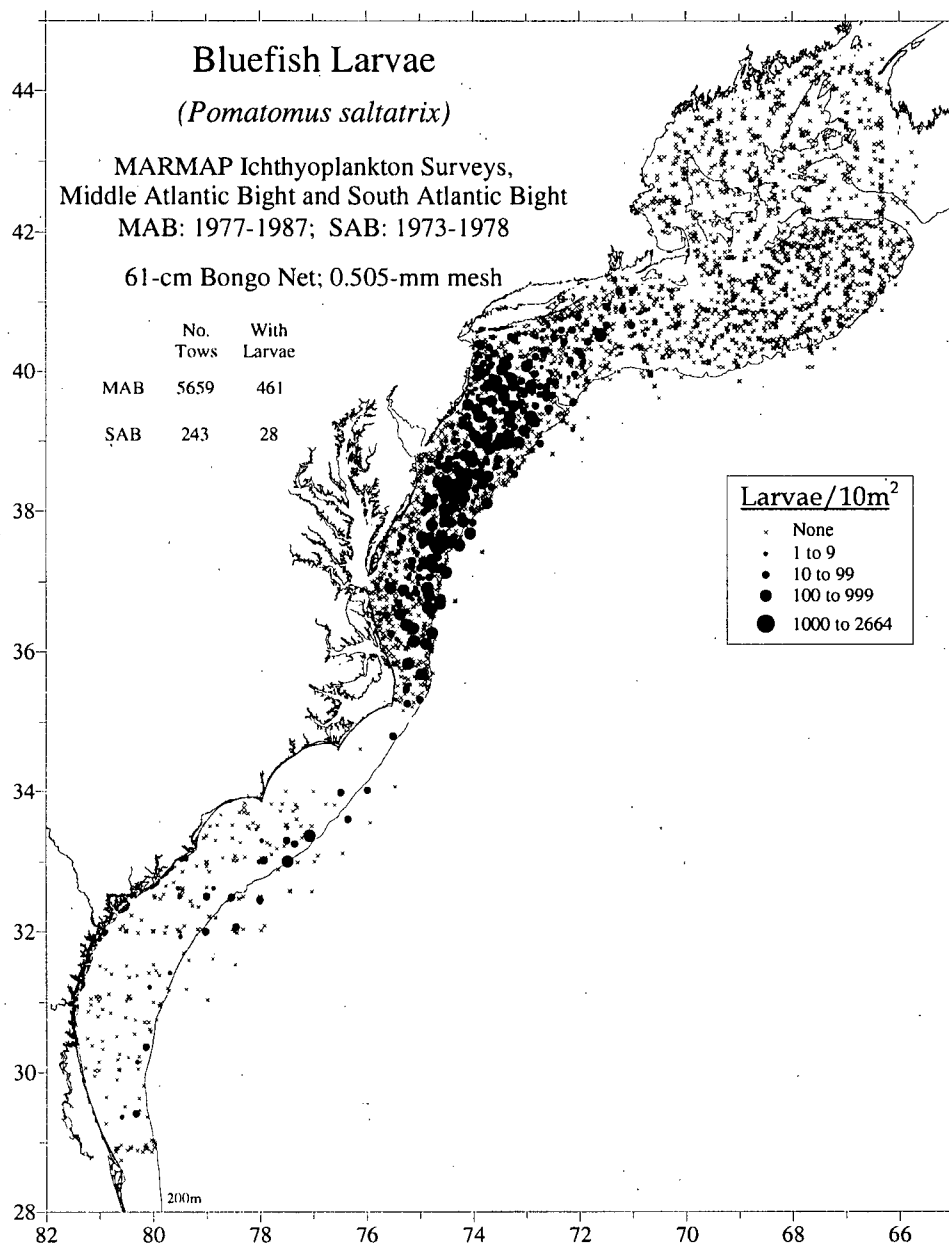 Bluefish Larvae
(Pomatomus saltatrix)
MARMAP Ichthyoplankton Surveys,
Middle Atlantic Bight and South Atlantic Bight
MAB: 1977-1987; SAB: 1973-1978
61-cm Bongo Net; 0.505-mm mesh
No. With
Tows Larvae
MAB 5659 461
SAB 243 28
Larvae/10m²
None
1 to 9
10 to 99
100 to 999
1000 to 2664
44
42
40
38
36
34
32
30
28
200m
82 80 78 76 74 72 70 68 66